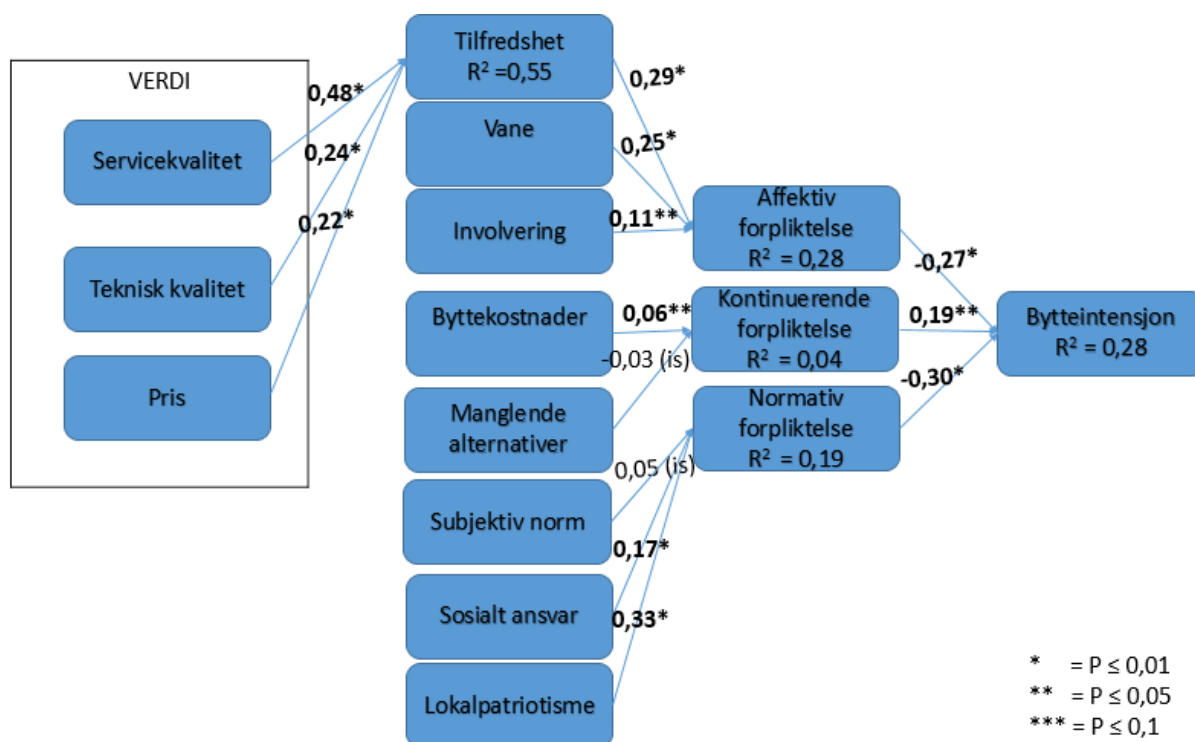 VERDI
Servicekvalitet
Teknisk kvalitet
Pris
0,48*
0,24*
0,22*
Tilfredshet
R² =0,55
Vane
Involvering
Byttekostnader
Manglende
alternativer
Subjektiv norm
Sosialt ansvar
Lokalpatriotisme
0,29*
0,25*
0,11**
0,06**
-0,03 (is)
0,05 (is)
0,17*
0,33*
Affektiv
forpliktelse
R² = 0,28
Kontinuerende
forpliktelse
R² = 0,04
Normativ
forpliktelse
R² = 0,19
-0,27*
0,19**
-0,30*
Bytteintensjon
R² = 0,28
* = P ≤ 0,01
** = P ≤ 0,05
*** = P ≤ 0,1